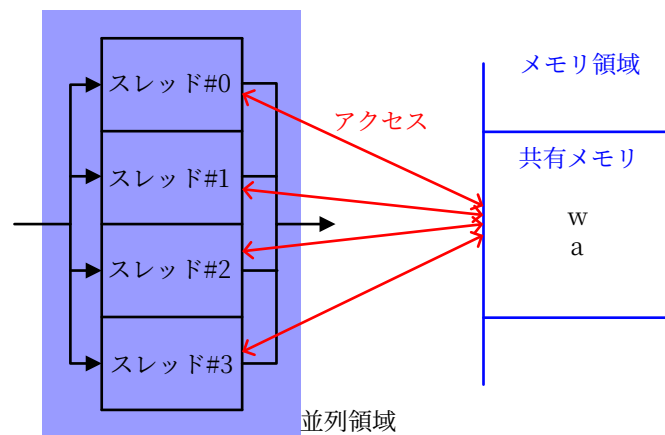 スレッド#0
スレッド#1
スレッド#2
スレッド#3
アクセス
メモリ領域
共有メモリ
w
a
並列領域